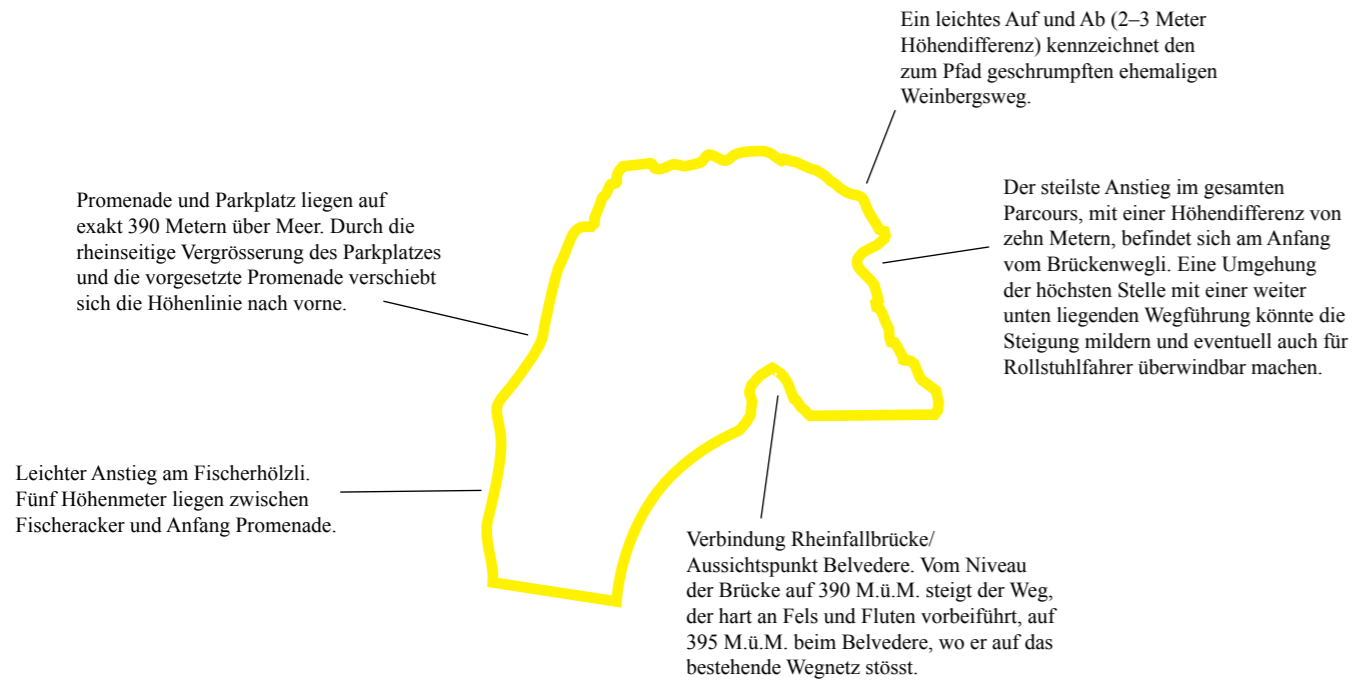 Ein leichtes Auf und Ab (2–3 Meter
Höhendifferenz) kennzeichnet den
zum Pfad geschrumpften ehemaligen
Weinbergsweg.
Promenade und Parkplatz liegen auf
exakt 390 Metern über Meer. Durch die
rheinseitige Vergrösserung des Parkplatzes
und die vorgesetzte Promenade verschiebt
sich die Höhenlinie nach vorne.
Der steilste Anstieg im gesamten
Parcours, mit einer Höhendifferenz von
zehn Metern, befindet sich am Anfang
vom Brückenwegli. Eine Umgehung
der höchsten Stelle mit einer weiter
unten liegenden Wegführung könnte die
Steigung mildern und eventuell auch für
Rollstuhlfahrer überwindbar machen.
Leichter Anstieg am Fischerhölzli.
Fünf Höhenmeter liegen zwischen
Fischeracker und Anfang Promenade.
Verbindung Rheinfallbrücke/
Aussichtspunkt Belvedere. Vom Niveau
der Brücke auf 390 M.ü.M. steigt der Weg,
der hart an Fels und Fluten vorbeiführt, auf
395 M.ü.M. beim Belvedere, wo er auf das
bestehende Wegnetz stösst.